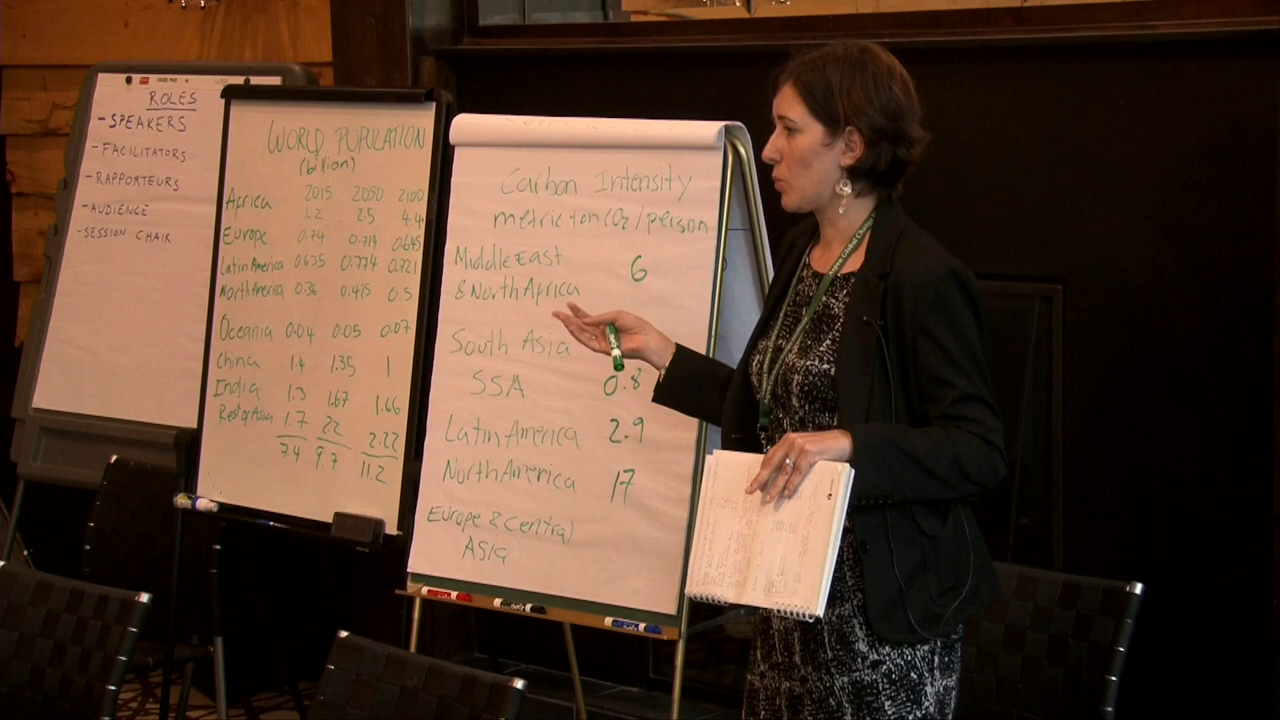 ROLES
-SPEAKERS
-FACILITATORS
-RAPPORTEURS
-AUDIENCE
-SESSION CHAIR
WORLD POPULATION
(billion)
2015 2050 2100
Africa 1.2 2.5 4.4
Europe 0.74 0.714 0.645
Latin America 0.635 0.774 0.721
North America 0.36 0.475 0.5
Oceania 0.04 0.05 0.07
China 1.4 1.35 1
India 1.3 1.67 1.66
Rest of Asia 1.7 2.2 2.22
7.4 9.7 11.2
Carbon Intensity
metric ton CO2/person
Middle East 6
& North Africa
South Asia
SSA 0.8
Latin America 2.9
North America 17
Europe & Central
Asia